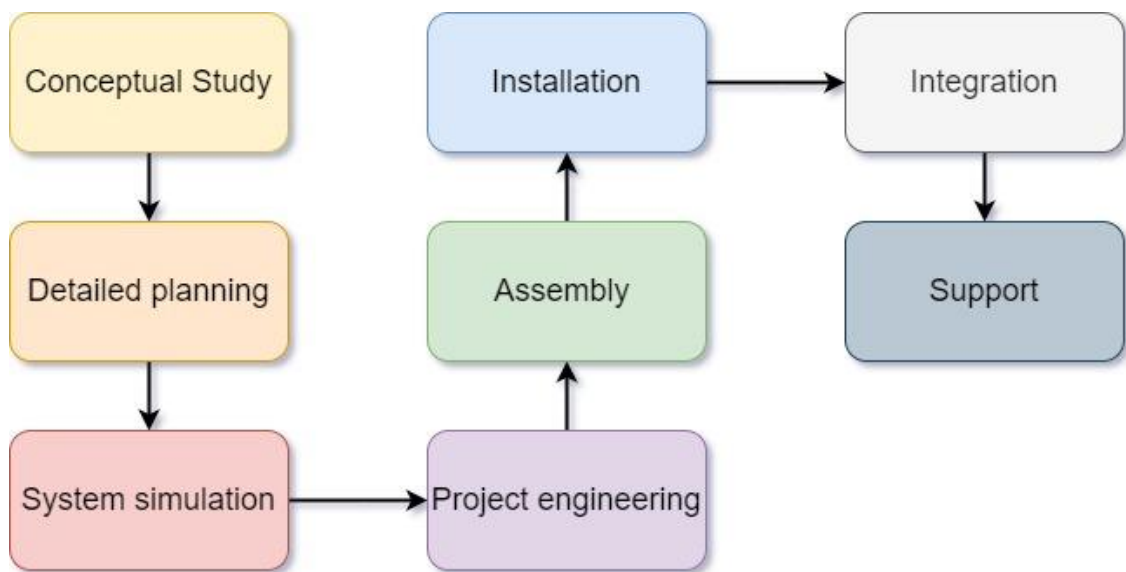 Conceptual Study
Detailed planning
System simulation
Project engineering
Assembly
Installation
Integration
Support